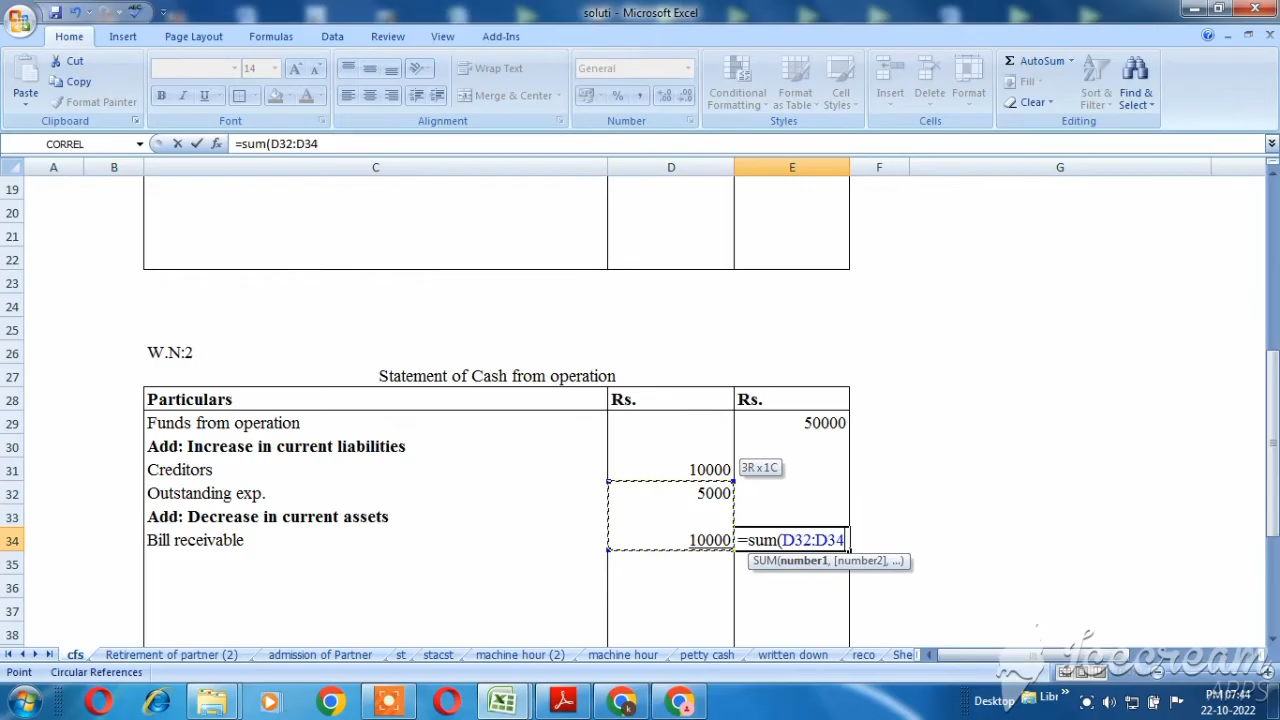 soluti - Microsoft Excel
Home Insert Page Layout Formulas Data Review View Add-Ins
Cut
Copy
Format Painter
Paste
Clipboard
14
Font
Wrap Text
Merge & Center
Alignment
General
Number
Conditional Formatting
Format as Table
Cell Styles
Styles
Insert Delete Format
Cells
AutoSum
Fill
Clear
Sort & Filter
Find & Select
Editing
CORREL =sum(D32:D34
A B C D E F G
19
20
21
22
23
24
25
26 W.N:2
27 Statement of Cash from operation
28 Particulars Rs. Rs.
29 Funds from operation 50000
30 Add: Increase in current liabilities
31 Creditors 10000 3R x 1C
32 Outstanding exp. 5000
33 Add: Decrease in current assets
34 Bill receivable 10000 =sum(D32:D34
SUM(number1, [number2], ...)
35
36
37
38
cfs Retirement of partner (2) admission of Partner st stacst machine hour (2) machine hour petty cash written down reco She
Point Circular References
Icecream
APPS
Desktop Libr » PM 07:44
22-10-2022